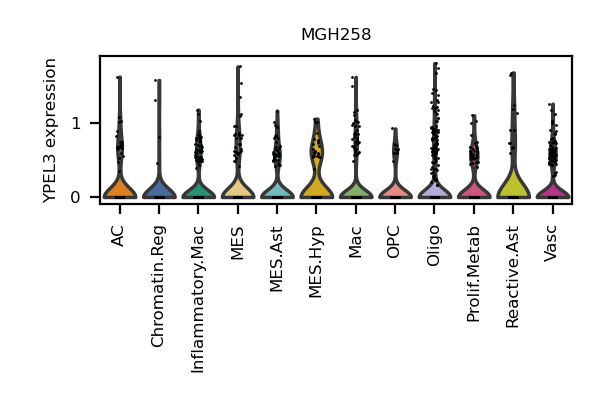 MGH258
YPEL3 expression
1
0
AC
Chromatin.Reg
Inflammatory.Mac
MES
MES.Ast
MES.Hyp
Mac
OPC
Oligo
Prolif.Metab
Reactive.Ast
Vasc